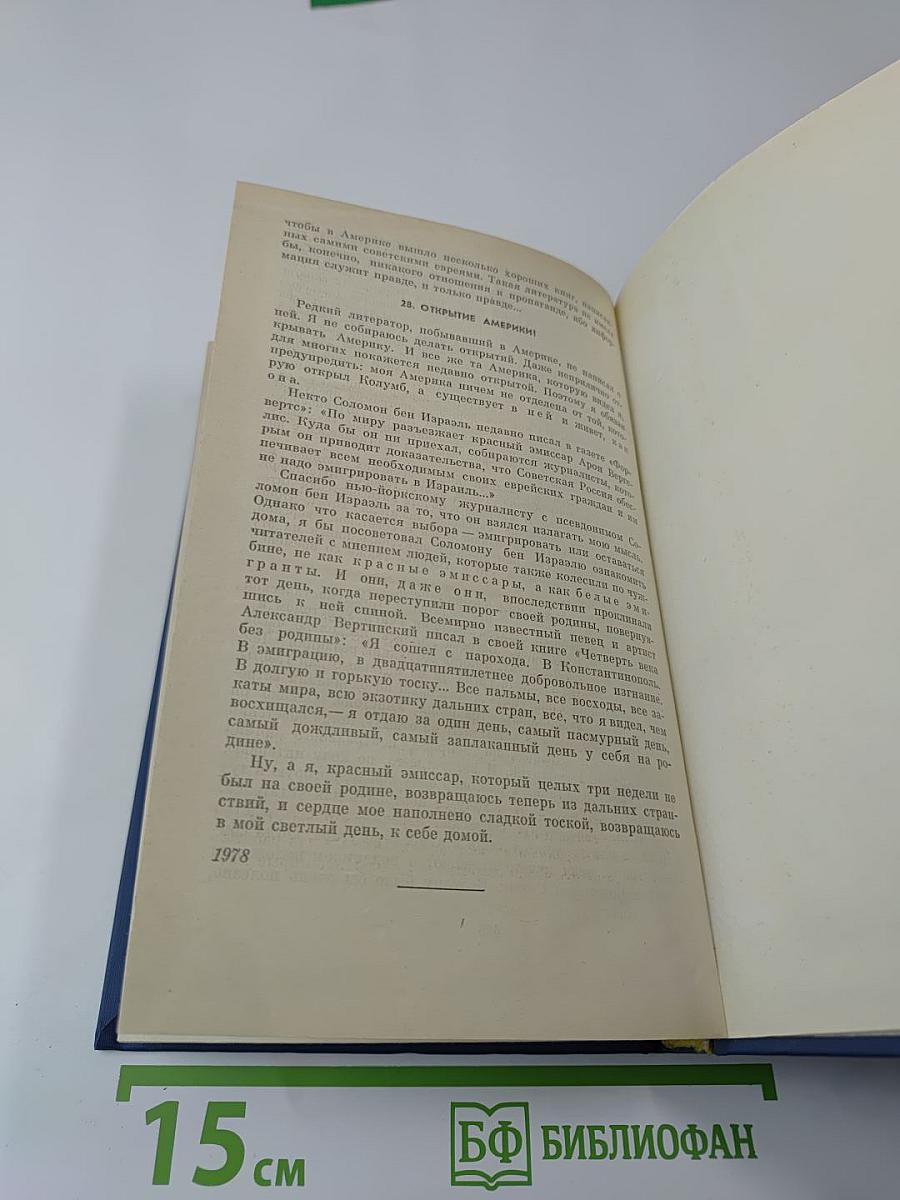 чтобы в Америке вышло несколько хороших книг, написан-
ных самими советскими евреями. Такая литература не имела
бы, конечно, никакого отношения к пропаганде, ибо инфор-
мация служит правде, и только правде...
28. ОТКРЫТИЕ АМЕРИКИ!
Редкий литератор, побывавший в Америке, не написал о
ней. Я не собираюсь делать открытий. Даже неприлично от-
крывать Америку. И все же та Америка, которую видел я,
для многих покажется недавно открытой. Поэтому я обязан
предупредить: моя Америка ничем не отделена от той, кото-
рую открыл Колумб, а существует в ней и живет, как
она.
Некто Соломон бен Израэль недавно писал в газете «Фор-
вертс»: «По миру разъезжает красный эмиссар Арон Верге-
лис. Куда бы он ни приехал, собираются журналисты, кото-
рым он приводит доказательства, что Советская Россия обес-
печивает всем необходимым своих еврейских граждан и им
не надо эмигрировать в Израиль...»
Спасибо нью-йоркскому журналисту с псевдонимом Со-
ломон бен Израэль за то, что он взялся излагать мою мысль.
Однако что касается выбора — эмигрировать или оставаться
дома, я бы посоветовал Соломону бен Израэлю ознакомить
читателей с мнением людей, которые также колесили по чуж-
бине, не как красные эмиссары, а как белые эми-
гранты. И они, даже они, впоследствии проклинали
тот день, когда переступили порог своей родины, повернув-
шись к ней спиной. Всемирно известный певец и артист
Александр Вертинский писал в своей книге «Четверть века
без родины»: «Я сошел с парохода. В Константинополь.
В эмиграцию, в двадцатипятилетнее добровольное изгнание.
В долгую и горькую тоску... Все пальмы, все восходы, все за-
каты мира, всю экзотику дальних стран, все, что я видел, чем
восхищался,— я отдаю за один день, самый пасмурный день,
самый дождливый, самый заплаканный день у себя на ро-
дине».
Ну, а я, красный эмиссар, который целых три недели не
был на своей родине, возвращаюсь теперь из дальних стран-
ствий, и сердце мое наполнено сладкой тоской, возвращаюсь
в мой светлый день, к себе домой.
1978
15 см
БФ БИБЛИОФАН